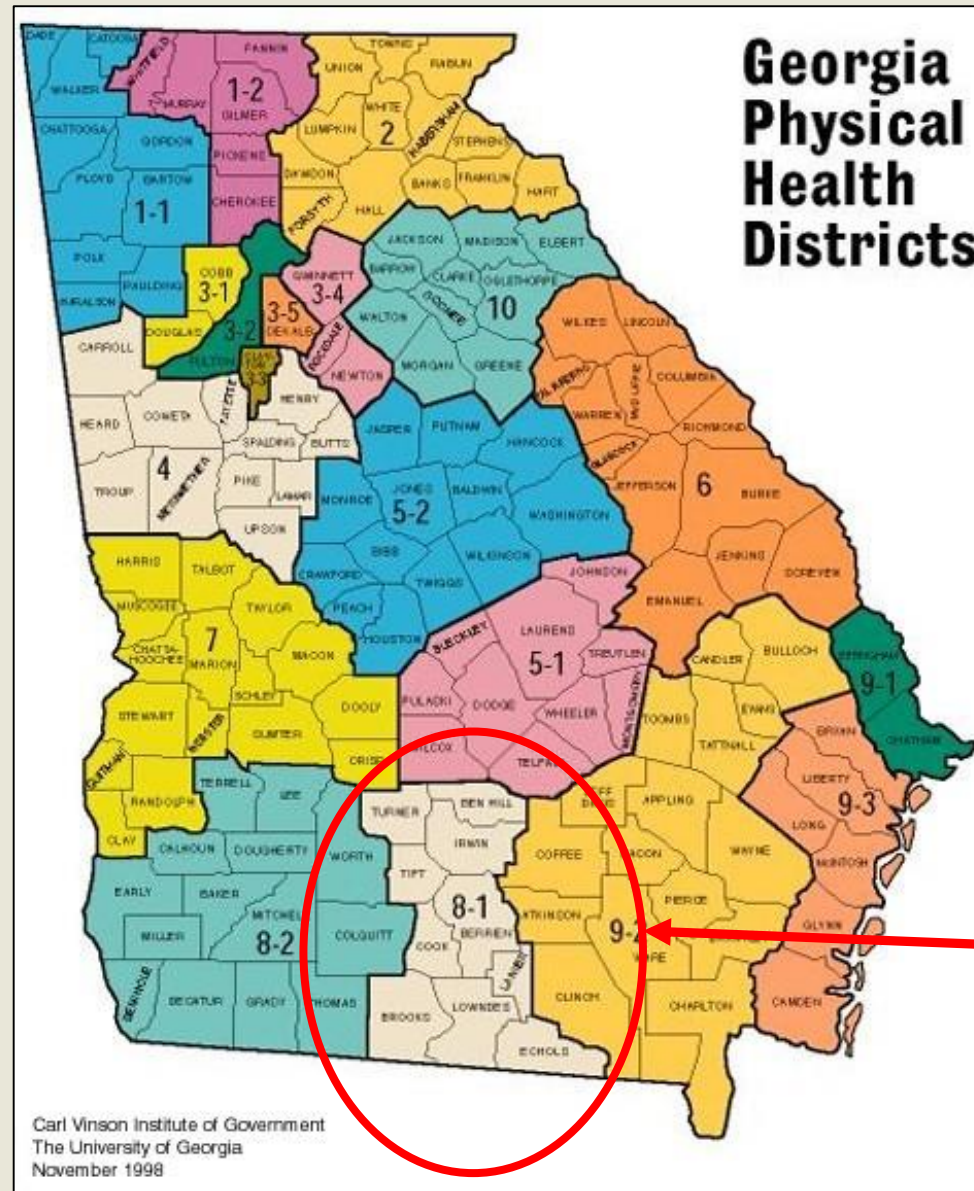 Georgia
Physical
Health
Districts
DADE
CATOOSA
WHITFIELD
FANNIN
TOWNS
RABUN
UNION
WALKER
MURRAY
1-2
GILMER
WHITE
2
HABERSHAM
LUMPKIN
STEPHENS
CHATTOOGA
GORDON
PICKENS
DAWSON
BANKS
FRANKLIN
HART
FLOYD
BARTOW
1-1
CHEROKEE
FORSYTH
HALL
JACKSON
MADISON
ELBERT
POLK
PAULDING
COBB
3-1
GWINNETT
3-4
BARROW
CLARKE
OGLETHORPE
OCONEE
10
HARALSON
DOUGLAS
3-2
FULTON
3-5
DEKALB
ROCKDALE
WALTON
WILKES
LINCOLN
CARROLL
3-3
NEWTON
MORGAN
GREENE
COLUMBIA
HENRY
FAYETTE
WARREN
RICHMOND
HEARD
COWETA
SPALDING
BUTTS
JASPER
PUTNAM
HANCOCK
JEFFERSON
6
BURKE
TROUP
4
MERIWETHER
PIKE
LAMAR
MONROE
JONES
5-2
BALDWIN
WASHINGTON
UPSON
BIBB
WILKINSON
JENKINS
HARRIS
TALBOT
CRAWFORD
TWIGGS
JOHNSON
EMANUEL
MUSCOGEE
TAYLOR
PEACH
HOUSTON
BLECKLEY
LAURENS
5-1
TREUTLEN
CANDLER
BULLOCH
EFFINGHAM
9-1
CHATTA-
HOOCHEE
7
MARION
MACON
SCHLEY
DOOLY
PULASKI
DODGE
WHEELER
MONTGOMERY
TOOMBS
EVANS
TATTNALL
BRYAN
CHATHAM
STEWART
WEBSTER
SUMTER
CRISP
TELFAIR
LIBERTY
9-3
QUITMAN
RANDOLPH
TERRELL
LEE
TURNER
BEN HILL
APPLING
LONG
CLAY
CALHOUN
DOUGHERTY
WORTH
IRWIN
COFFEE
WAYNE
McINTOSH
EARLY
BAKER
TIFT
PIERCE
MITCHELL
8-2
8-1
BERRIEN
GLYNN
MILLER
COLQUITT
COOK
WARE
DECATUR
GRADY
THOMAS
BROOKS
LOWNDES
LANIER
CLINCH
CHARLTON
CAMDEN
ECHOLS
Carl Vinson Institute of Government
The University of Georgia
November 1998